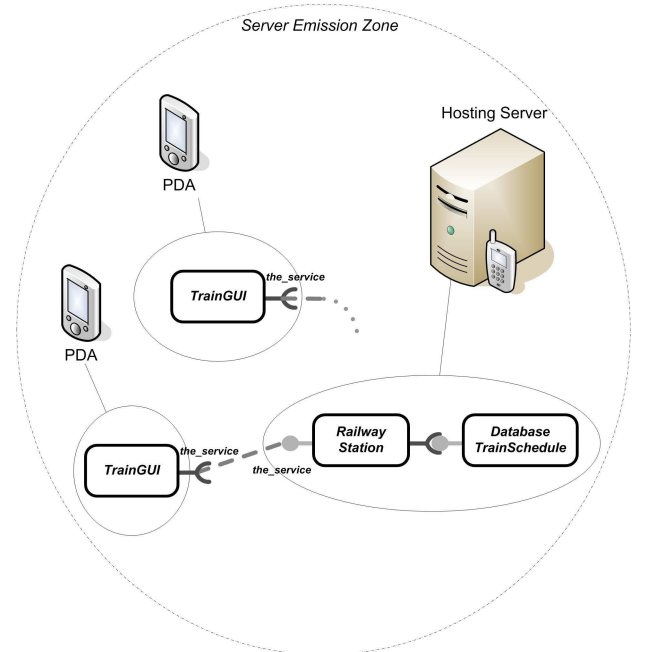 Server Emission Zone
Hosting Server
PDA
the_service
TrainGUI
PDA
Railway
Station
Database
TrainSchedule
the_service
TrainGUI
the_service